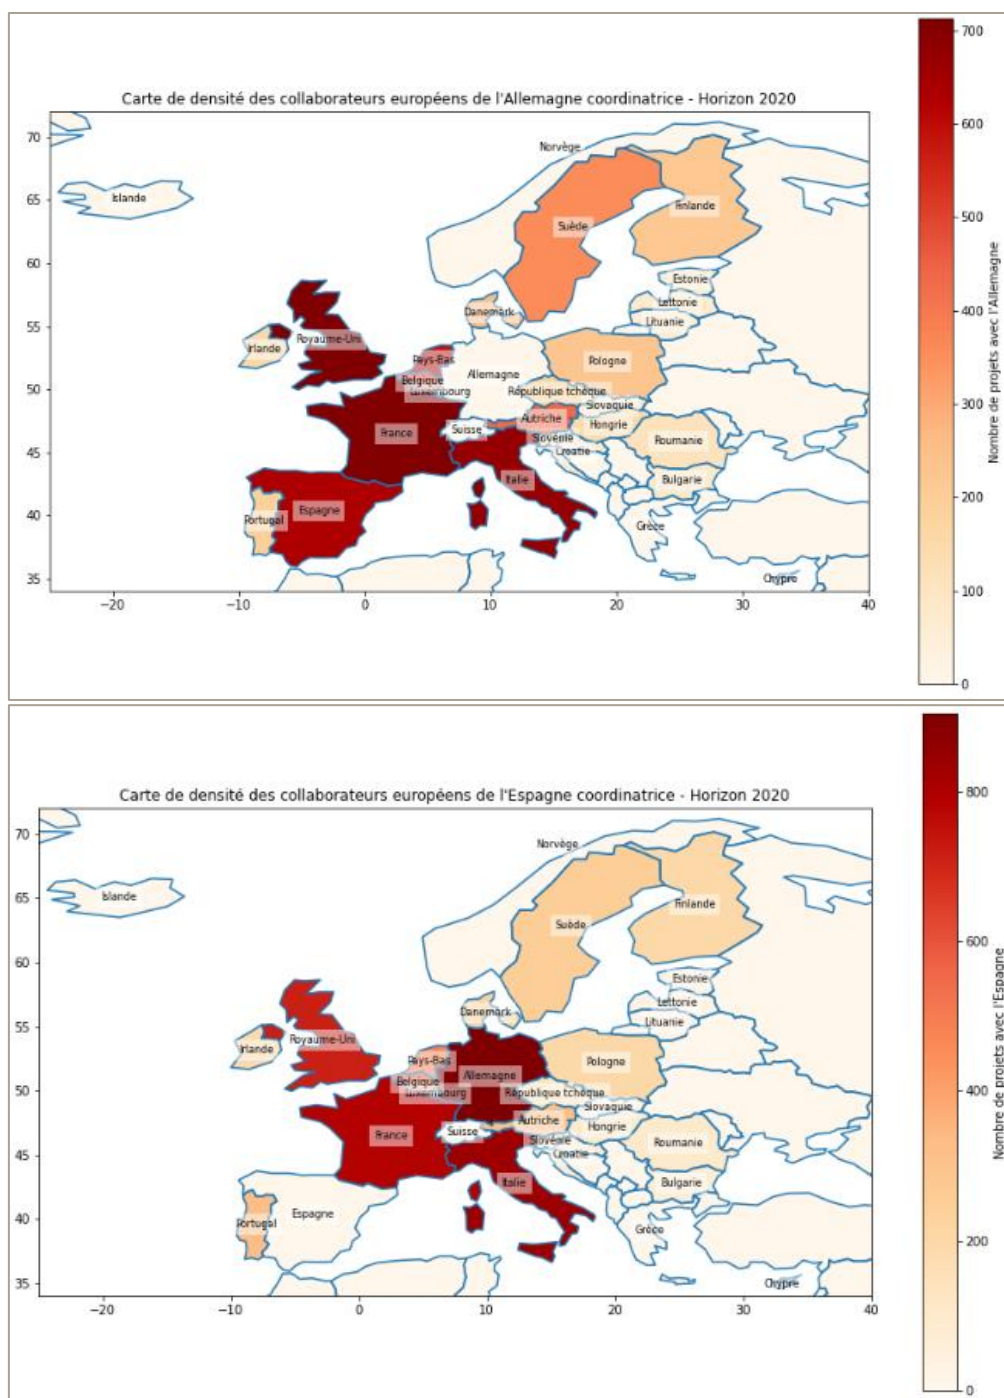 Carte de densité des collaborateurs européens de l'Allemagne coordinatrice - Horizon 2020
700
600
500
400
300
200
100
0
Nombre de projets avec l'Allemagne
70
65
60
55
50
45
40
35
Norvège
Islande
Finlande
Suède
Estonie
Lettonie
Danemark
Lituanie
Royaume-Uni
Irlande
Pays-Bas
Pologne
Allemagne
Belgique
Luxembourg
République tchèque
Slovaquie
Autriche
Hongrie
Suisse
France
Slovénie
Roumanie
Croatie
Italie
Bulgarie
Espagne
Portugal
Grèce
Chypre
−20
−10
0
10
20
30
40
Carte de densité des collaborateurs européens de l'Espagne coordinatrice - Horizon 2020
800
600
400
200
0
Nombre de projets avec l'Espagne
70
65
60
55
50
45
40
35
Norvège
Islande
Finlande
Suède
Estonie
Lettonie
Danemark
Lituanie
Royaume-Uni
Irlande
Pays-Bas
Pologne
Allemagne
Belgique
Luxembourg
République tchèque
Slovaquie
Autriche
Hongrie
Suisse
France
Slovénie
Roumanie
Croatie
Italie
Bulgarie
Espagne
Portugal
Grèce
Chypre
−20
−10
0
10
20
30
40